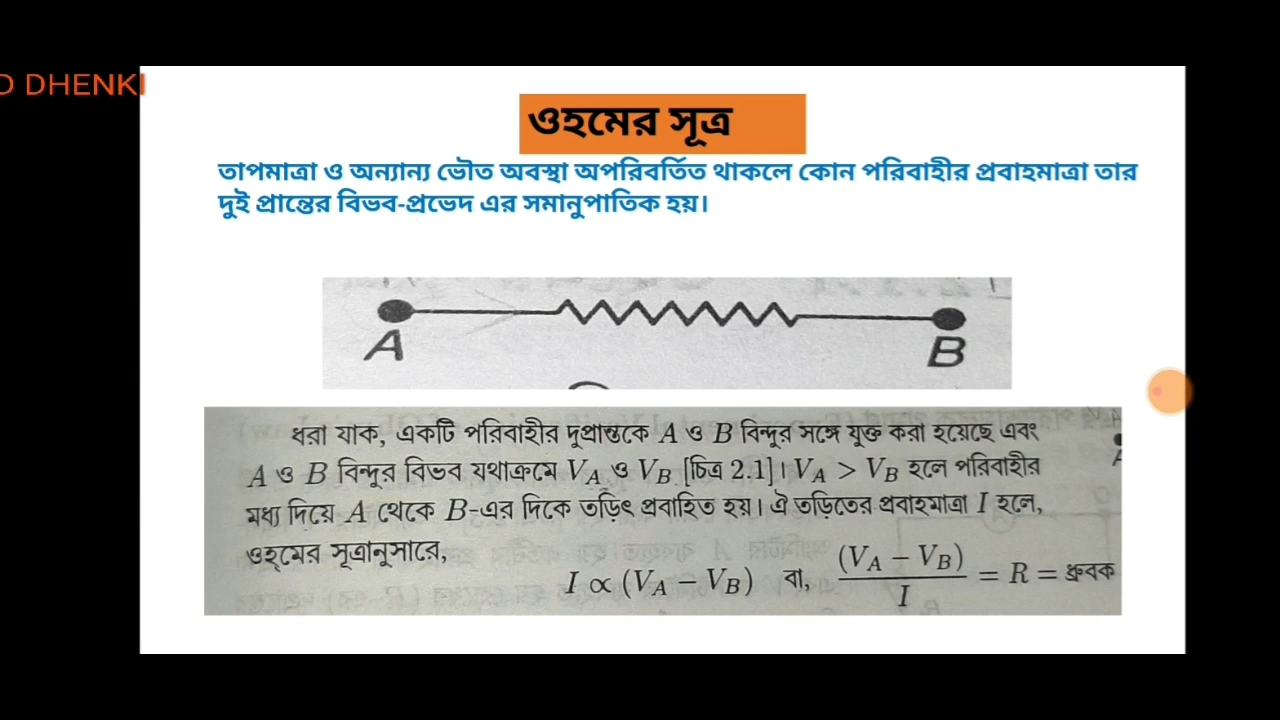 D DHENKI
ওহমের সূত্র
তাপমাত্রা ও অন্যান্য ভৌত অবস্থা অপরিবর্তিত থাকলে কোন পরিবাহীর প্রবাহমাত্রা তার
দুই প্রান্তের বিভব-প্রভেদ এর সমানুপাতিক হয়।
A B
ধরা যাক, একটি পরিবাহীর দুপ্রান্তকে A ও B বিন্দুর সঙ্গে যুক্ত করা হয়েছে এবং
A ও B বিন্দুর বিভব যথাক্রমে V_A ও V_B [চিত্র 2.1]। V_A > V_B হলে পরিবাহীর
মধ্য দিয়ে A থেকে B-এর দিকে তড়িৎ প্রবাহিত হয়। ঐ তড়িতের প্রবাহমাত্রা I হলে,
ওহ্‌মের সূত্রানুসারে,
I ∝ (V_A − V_B) বা, (V_A − V_B)/I = R = ধ্রুবক